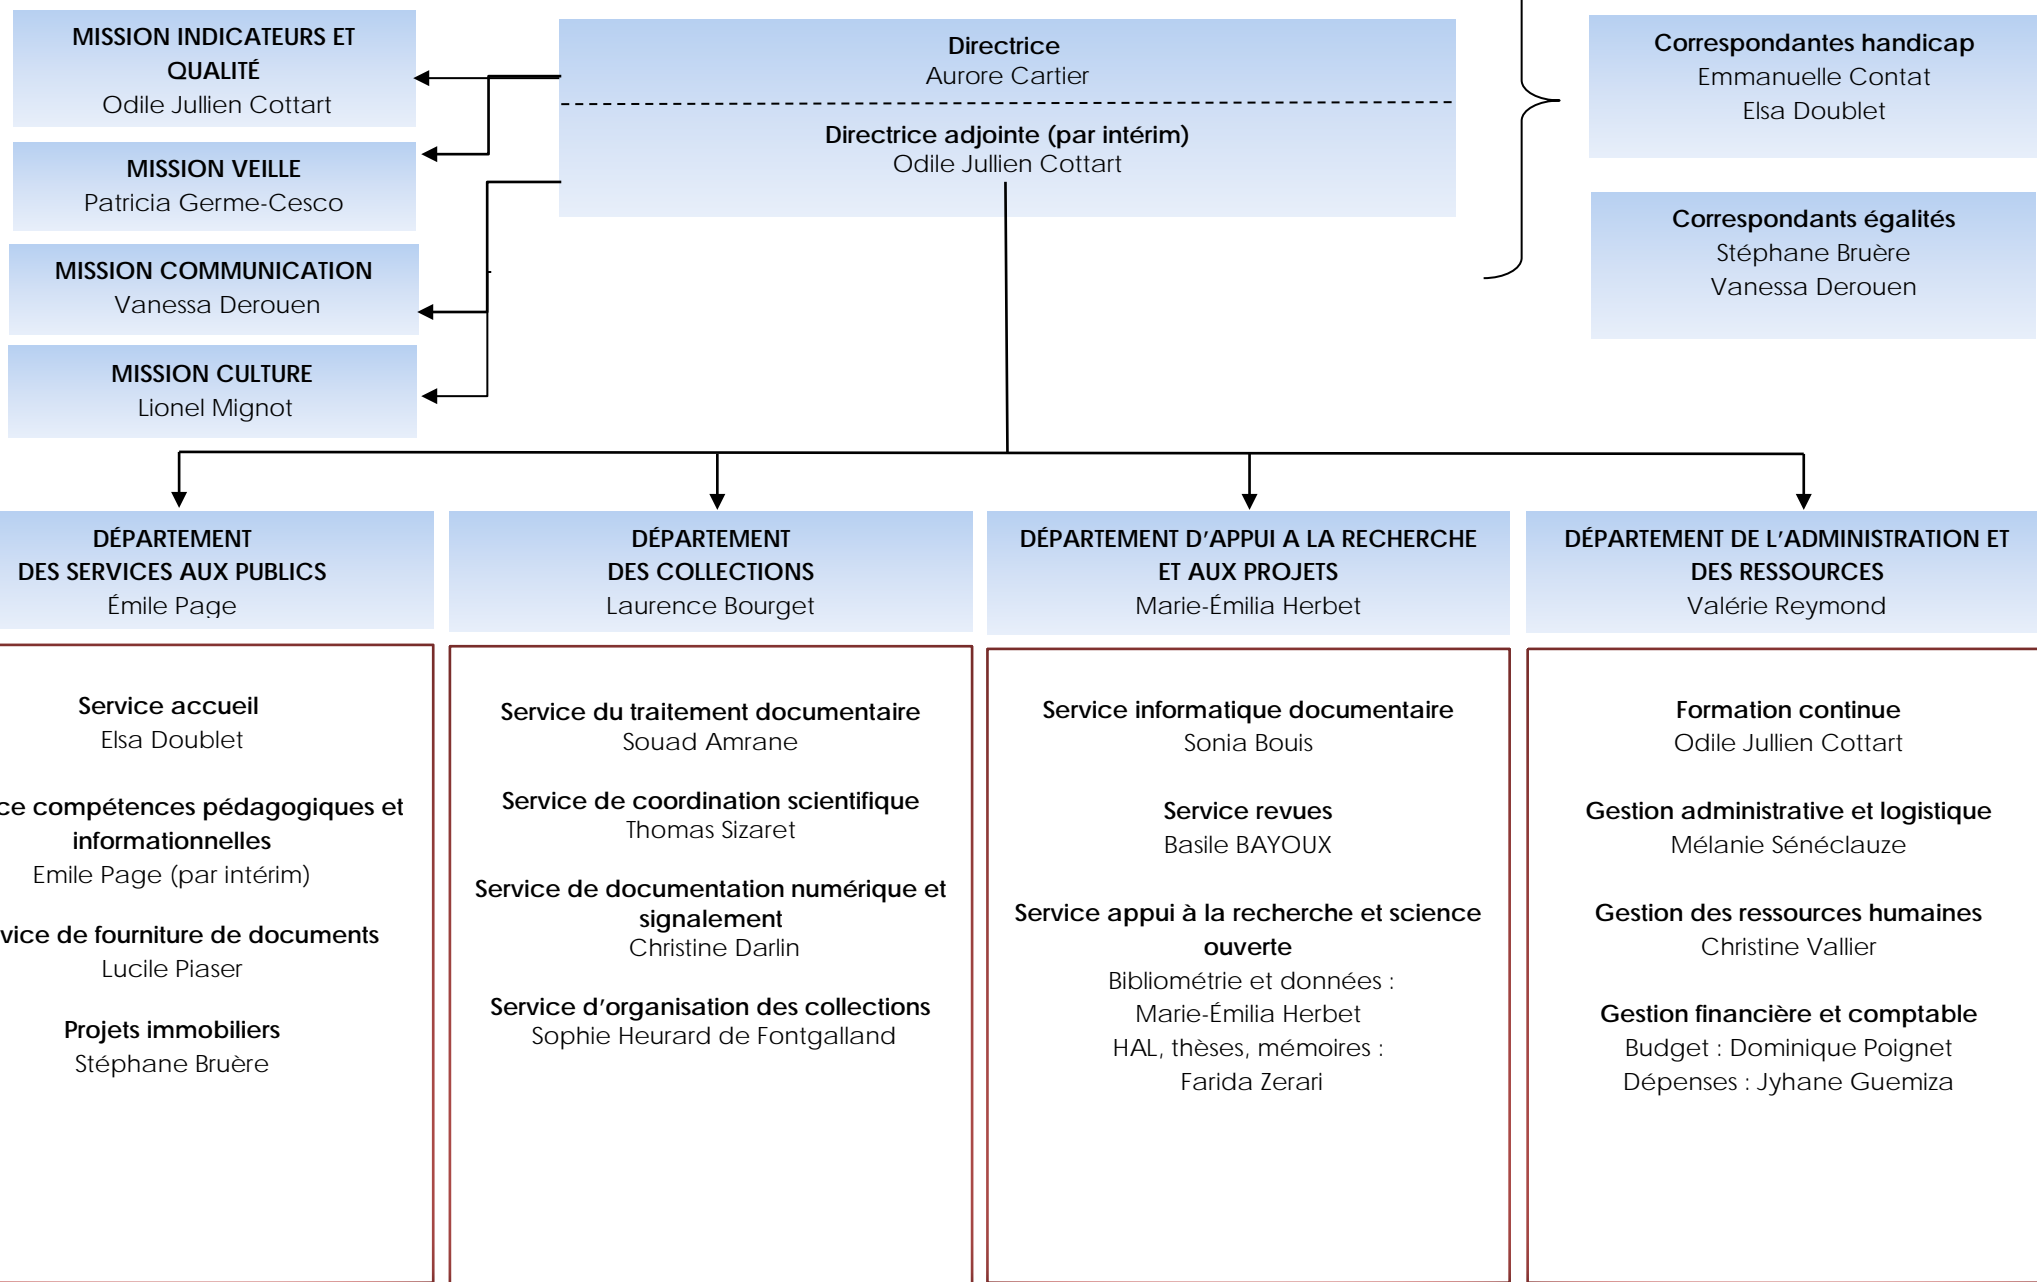 MISSION INDICATEURS ET
QUALITÉ
Odile Jullien Cottart
MISSION VEILLE
Patricia Germe-Cesco
MISSION COMMUNICATION
Vanessa Derouen
MISSION CULTURE
Lionel Mignot
Directrice
Aurore Cartier
Directrice adjointe (par intérim)
Odile Jullien Cottart
Correspondantes handicap
Emmanuelle Contat
Elsa Doublet
Correspondants égalités
Stéphane Bruère
Vanessa Derouen
DÉPARTEMENT
DES SERVICES AUX PUBLICS
Émile Page
Service accueil
Elsa Doublet
compétences pédagogiques et
informationnelles
Emile Page (par intérim)
de fourniture de documents
Lucile Piaser
Projets immobiliers
Stéphane Bruère
DÉPARTEMENT
DES COLLECTIONS
Laurence Bourget
Service du traitement documentaire
Souad Amrane
Service de coordination scientifique
Thomas Sizaret
Service de documentation numérique et
signalement
Christine Darlin
Service d’organisation des collections
Sophie Heurard de Fontgalland
DÉPARTEMENT D’APPUI A LA RECHERCHE
ET AUX PROJETS
Marie-Émilia Herbet
Service informatique documentaire
Sonia Bouis
Service revues
Basile BAYOUX
Service appui à la recherche et science
ouverte
Bibliométrie et données :
Marie-Émilia Herbet
HAL, thèses, mémoires :
Farida Zerari
DÉPARTEMENT DE L’ADMINISTRATION ET
DES RESSOURCES
Valérie Reymond
Formation continue
Odile Jullien Cottart
Gestion administrative et logistique
Mélanie Sénéclauze
Gestion des ressources humaines
Christine Vallier
Gestion financière et comptable
Budget : Dominique Poignet
Dépenses : Jyhane Guemiza